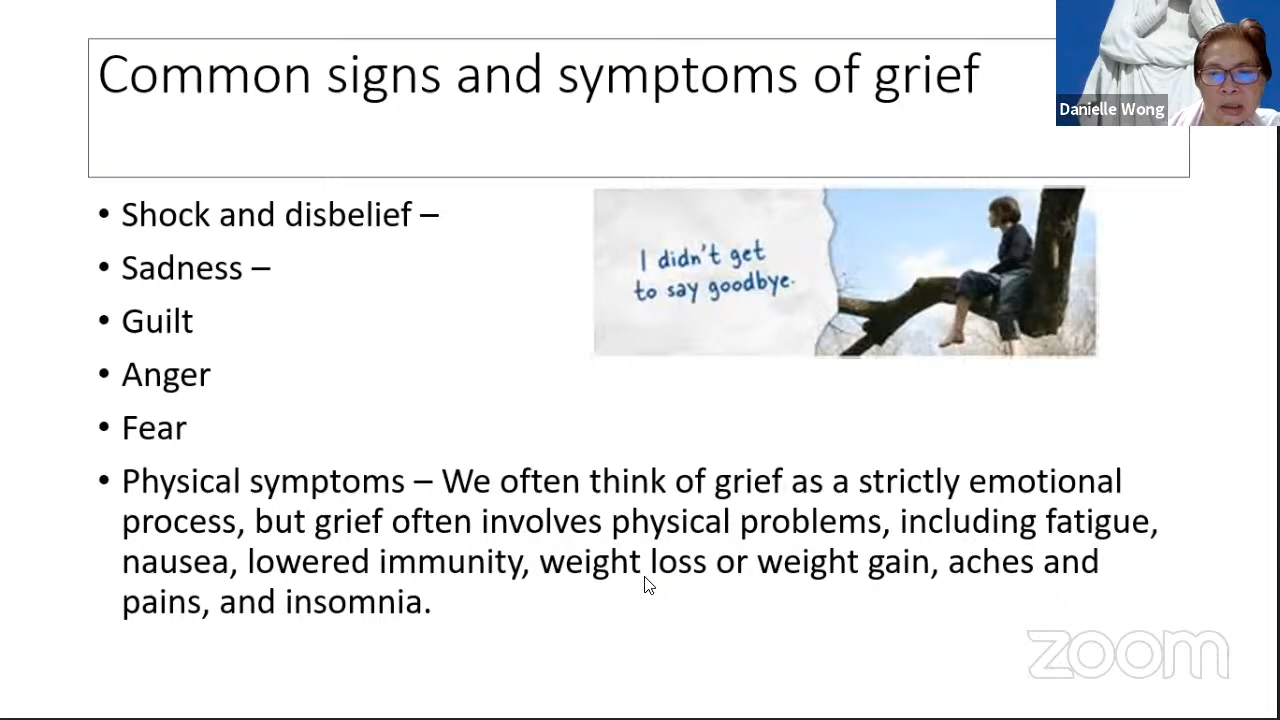 Common signs and symptoms of grief
Danielle Wong
• Shock and disbelief –
• Sadness –
• Guilt
• Anger
• Fear
I didn't get
to say goodbye.
• Physical symptoms – We often think of grief as a strictly emotional
process, but grief often involves physical problems, including fatigue,
nausea, lowered immunity, weight loss or weight gain, aches and
pains, and insomnia.
zoom